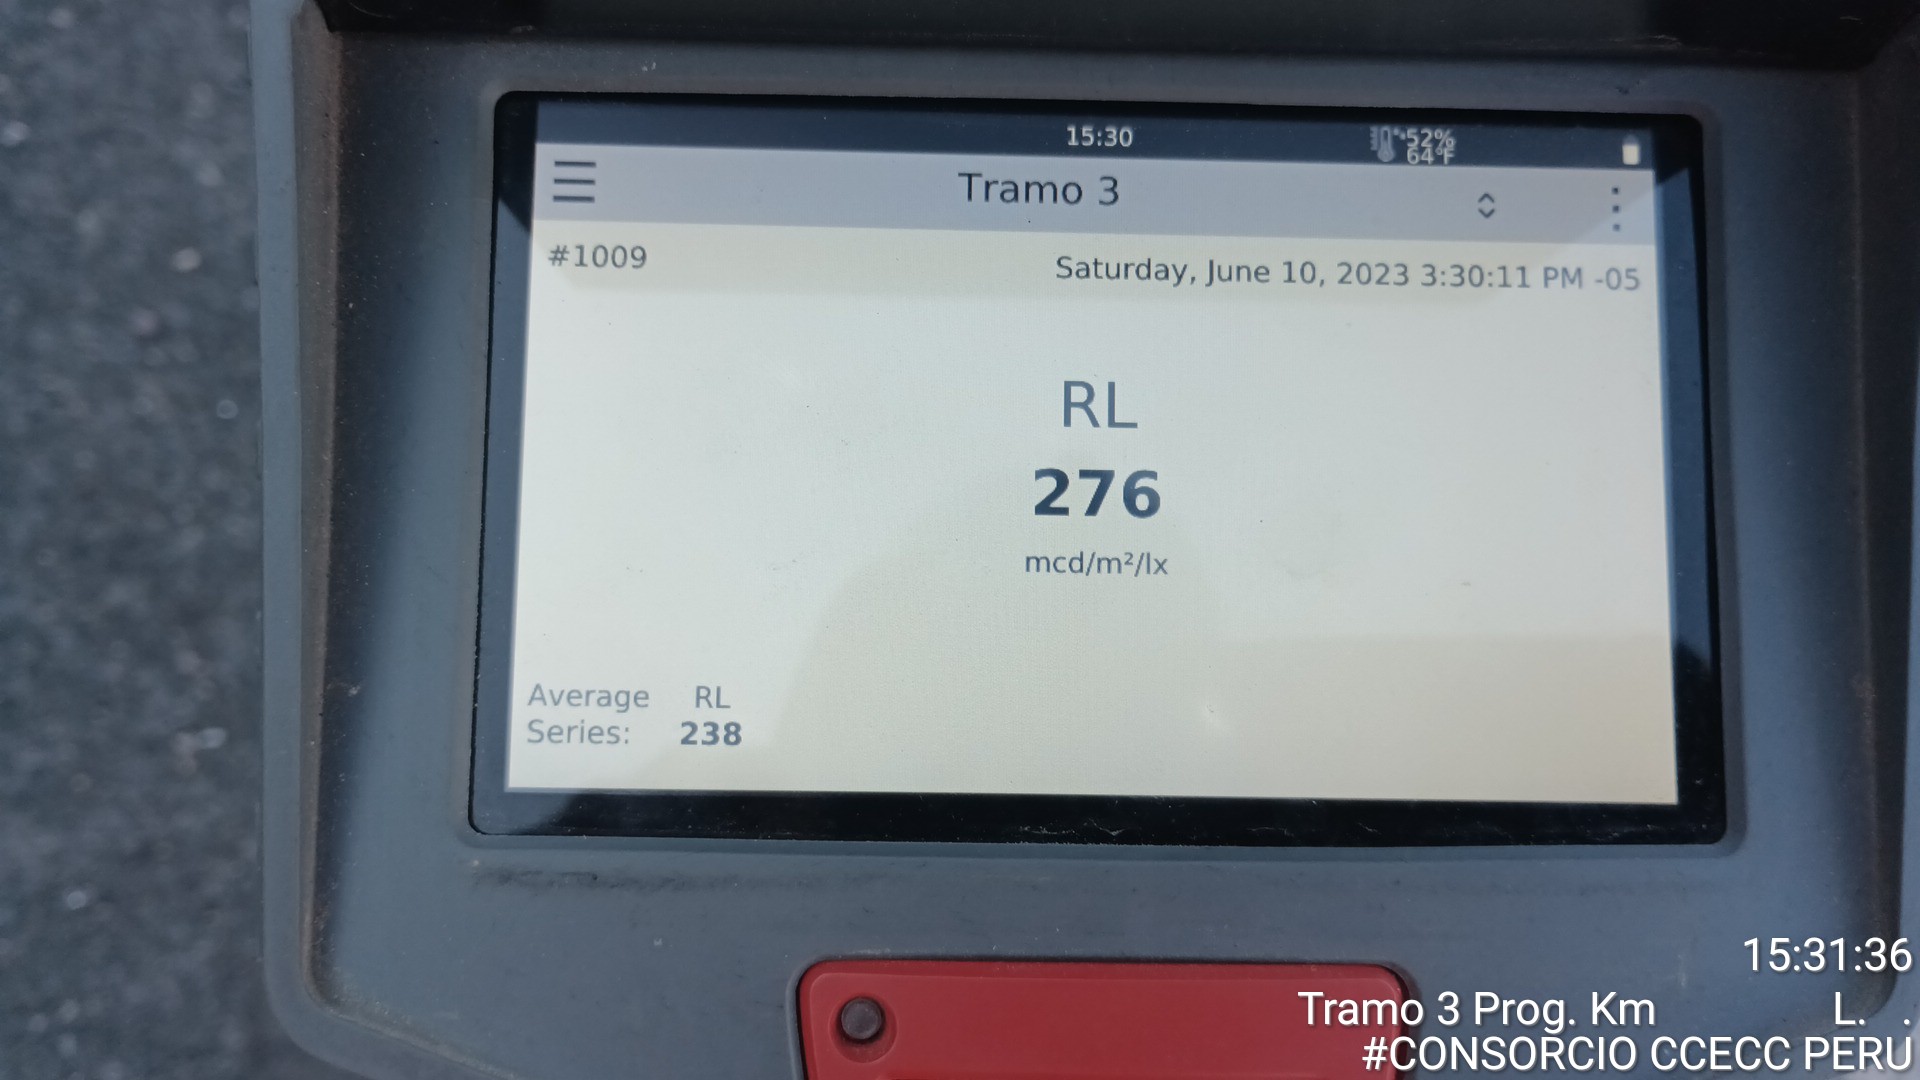 15:30
52%
64°F
Tramo 3
#1009
Saturday, June 10, 2023 3:30:11 PM -05
RL
276
mcd/m²/lx
Average RL
Series: 238
15:31:36
Tramo 3 Prog. Km L. .
#CONSORCIO CCECC PERU